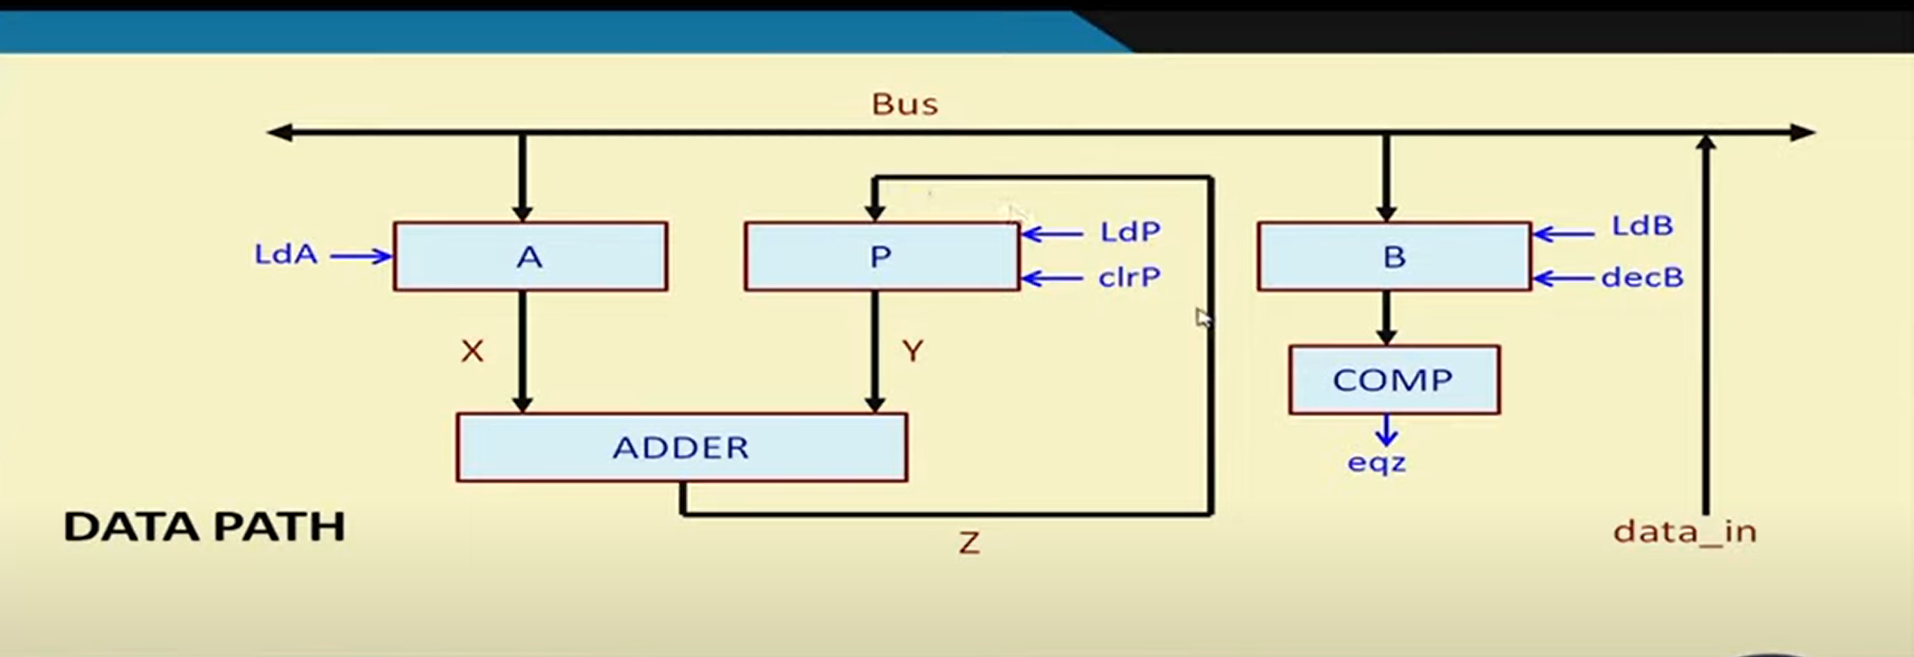 Bus
LdA
A
P
LdP
clrP
B
LdB
decB
X
Y
COMP
ADDER
eqz
DATA PATH
Z
data_in